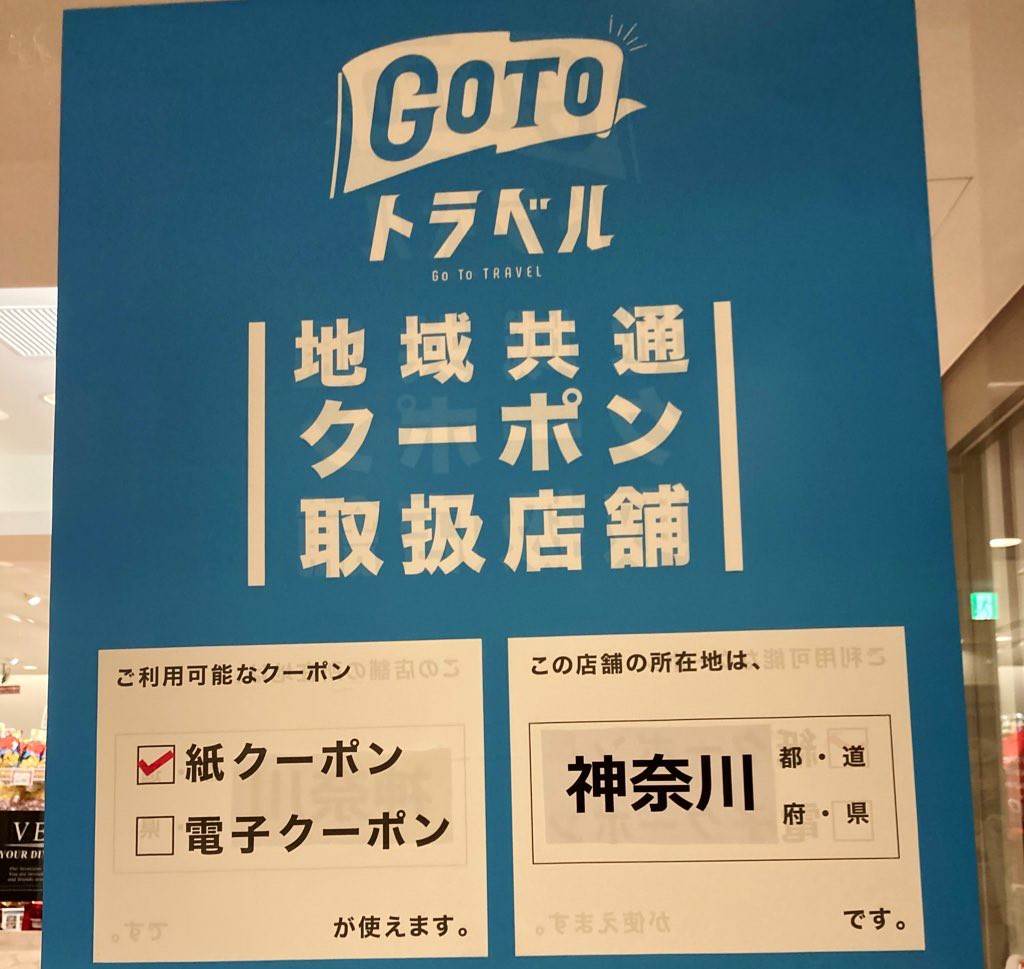 GOTO
トラベル
Go To TRAVEL
地域共通
クーポン
取扱店舗
ご利用可能なクーポン
紙クーポン
電子クーポン
が使えます。
この店舗の所在地は、
神奈川
都・道
府・県
です。
VE
YOUR DI